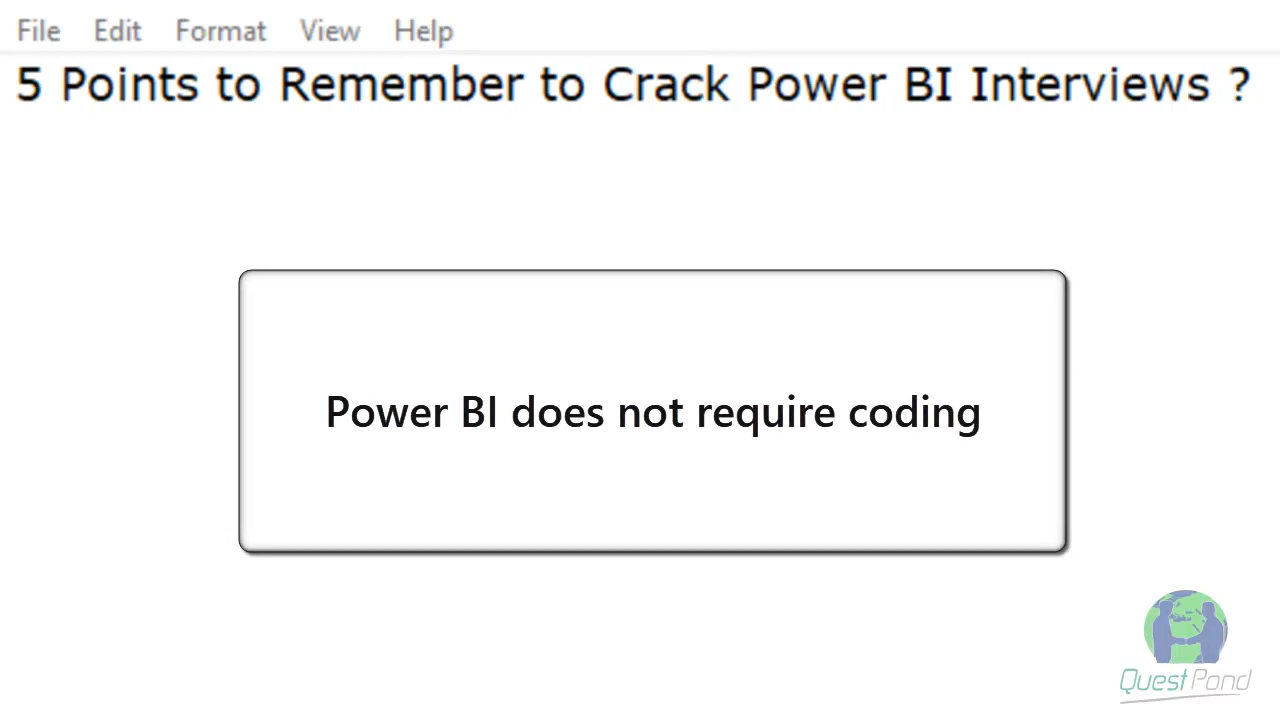 File Edit Format View Help
5 Points to Remember to Crack Power BI Interviews ?
Power BI does not require coding
QuestPond